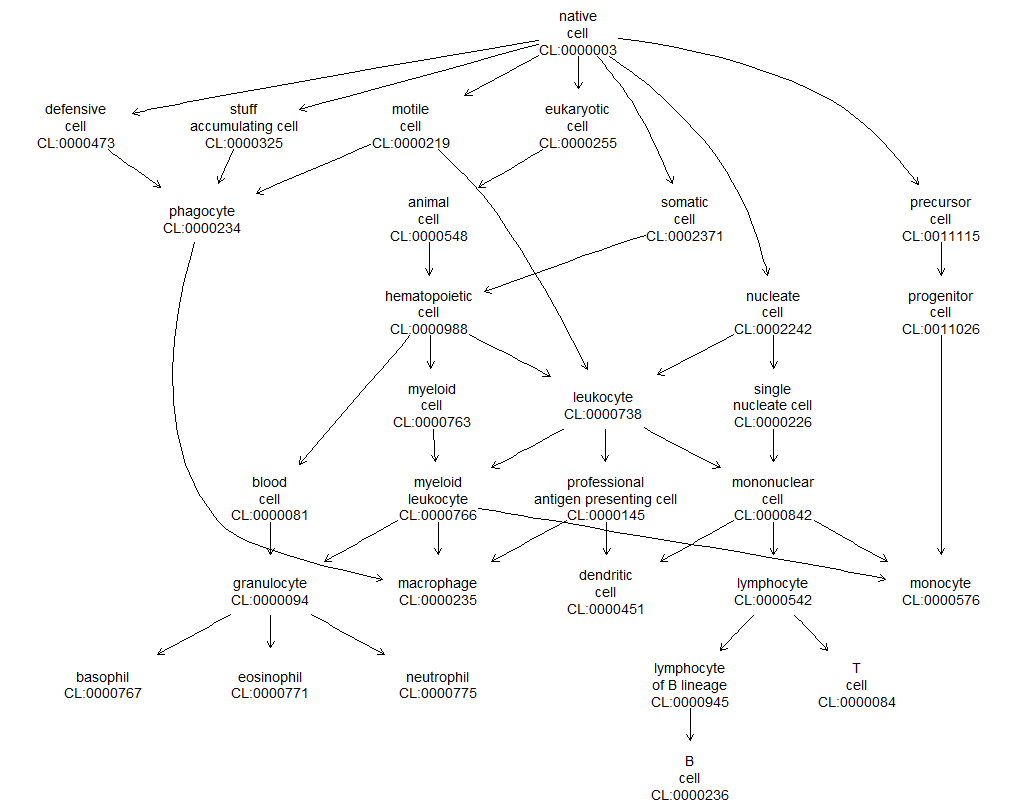 native
cell
CL:0000003
defensive
cell
CL:0000473
stuff
accumulating cell
CL:0000325
motile
cell
CL:0000219
eukaryotic
cell
CL:0000255
phagocyte
CL:0000234
animal
cell
CL:0000548
somatic
cell
CL:0002371
precursor
cell
CL:0011115
hematopoietic
cell
CL:0000988
nucleate
cell
CL:0002242
progenitor
cell
CL:0011026
myeloid
cell
CL:0000763
leukocyte
CL:0000738
single
nucleate cell
CL:0000226
blood
cell
CL:0000081
myeloid
leukocyte
CL:0000766
professional
antigen presenting cell
CL:0000145
mononuclear
cell
CL:0000842
granulocyte
CL:0000094
macrophage
CL:0000235
dendritic
cell
CL:0000451
lymphocyte
CL:0000542
monocyte
CL:0000576
basophil
CL:0000767
eosinophil
CL:0000771
neutrophil
CL:0000775
lymphocyte
of B lineage
CL:0000945
T
cell
CL:0000084
B
cell
CL:0000236